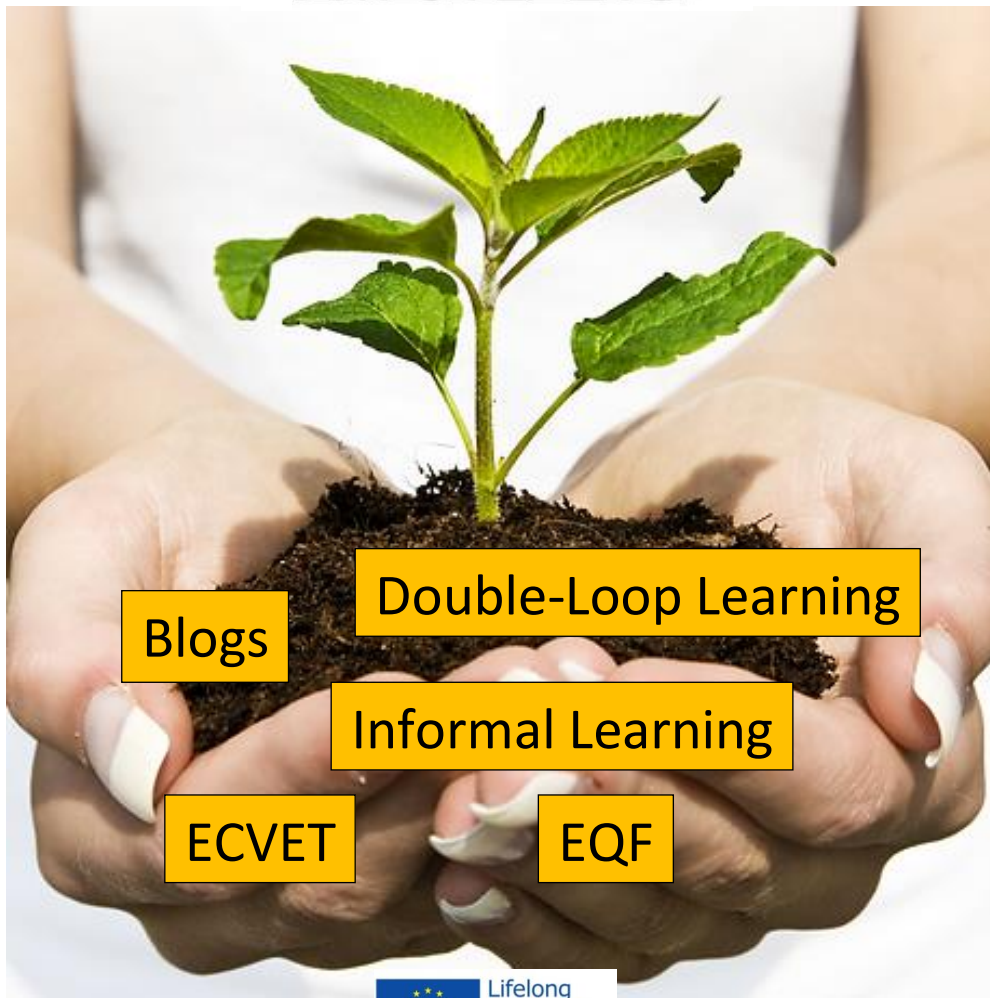 Blogs
Double-Loop Learning
Informal Learning
ECVET
EQF
Lifelong